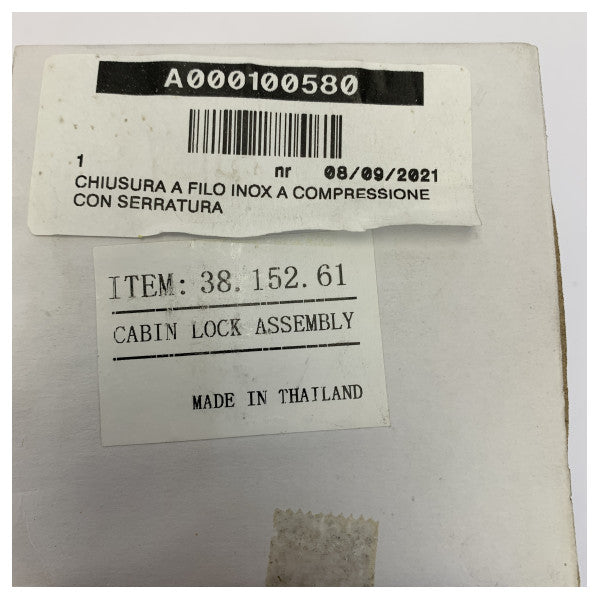 A000100580
1 nr 08/09/2021
CHIUSURA A FILO INOX A COMPRESSIONE
CON SERRATURA
ITEM: 38.152.61
CABIN LOCK ASSEMBLY
MADE IN THAILAND